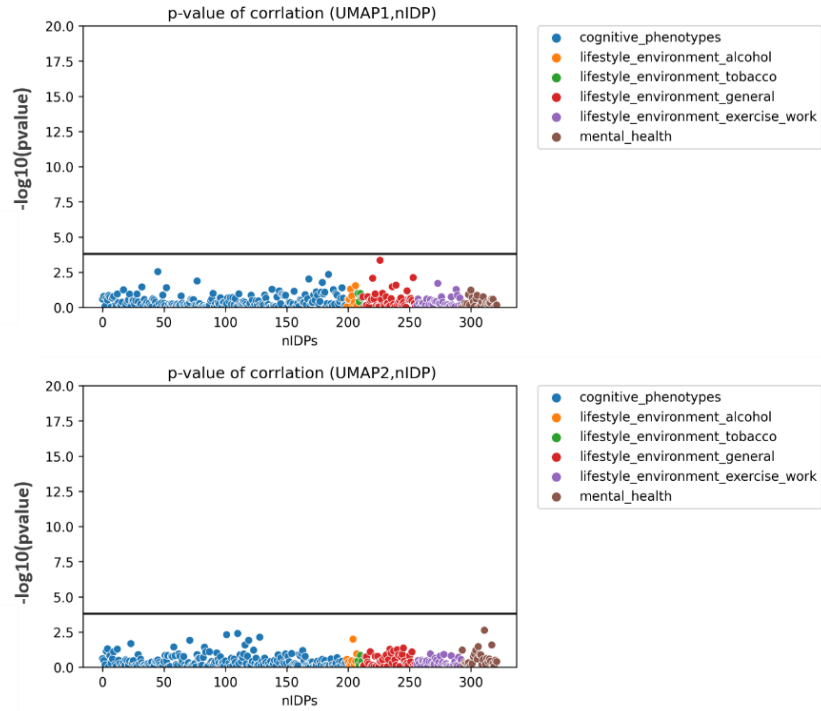 p-value of corrlation (UMAP1,nIDP)
20.0
17.5
15.0
12.5
10.0
7.5
5.0
2.5
0.0
-log10(pvalue)
0 50 100 150 200 250 300
nIDPs
cognitive_phenotypes
lifestyle_environment_alcohol
lifestyle_environment_tobacco
lifestyle_environment_general
lifestyle_environment_exercise_work
mental_health
p-value of corrlation (UMAP2,nIDP)
20.0
17.5
15.0
12.5
10.0
7.5
5.0
2.5
0.0
-log10(pvalue)
0 50 100 150 200 250 300
nIDPs
cognitive_phenotypes
lifestyle_environment_alcohol
lifestyle_environment_tobacco
lifestyle_environment_general
lifestyle_environment_exercise_work
mental_health